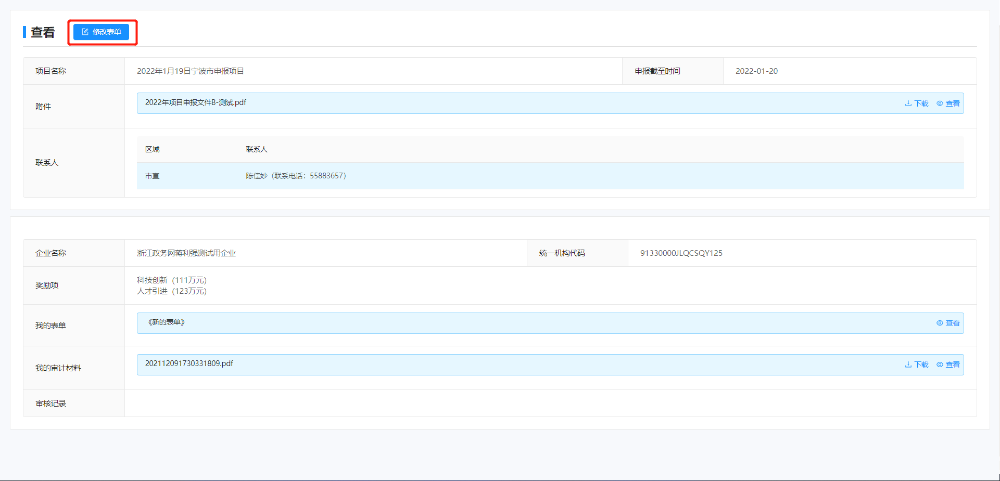 查看 修改表单
项目名称 2022年1月19日宁波市申报项目 申报截至时间 2022-01-20
附件 2022年项目申报文件B-测试.pdf 下载 查看
联系人
区域 联系人
市直 陈佳妙（联系电话：55883657）
企业名称 浙江政务网蒋利强测试用企业 统一机构代码 91330000JLQCSQY125
奖励项
科技创新（111万元）
人才引进（123万元）
我的表单 《新的表单》 查看
我的审计材料 202112091730331809.pdf 下载 查看
审核记录